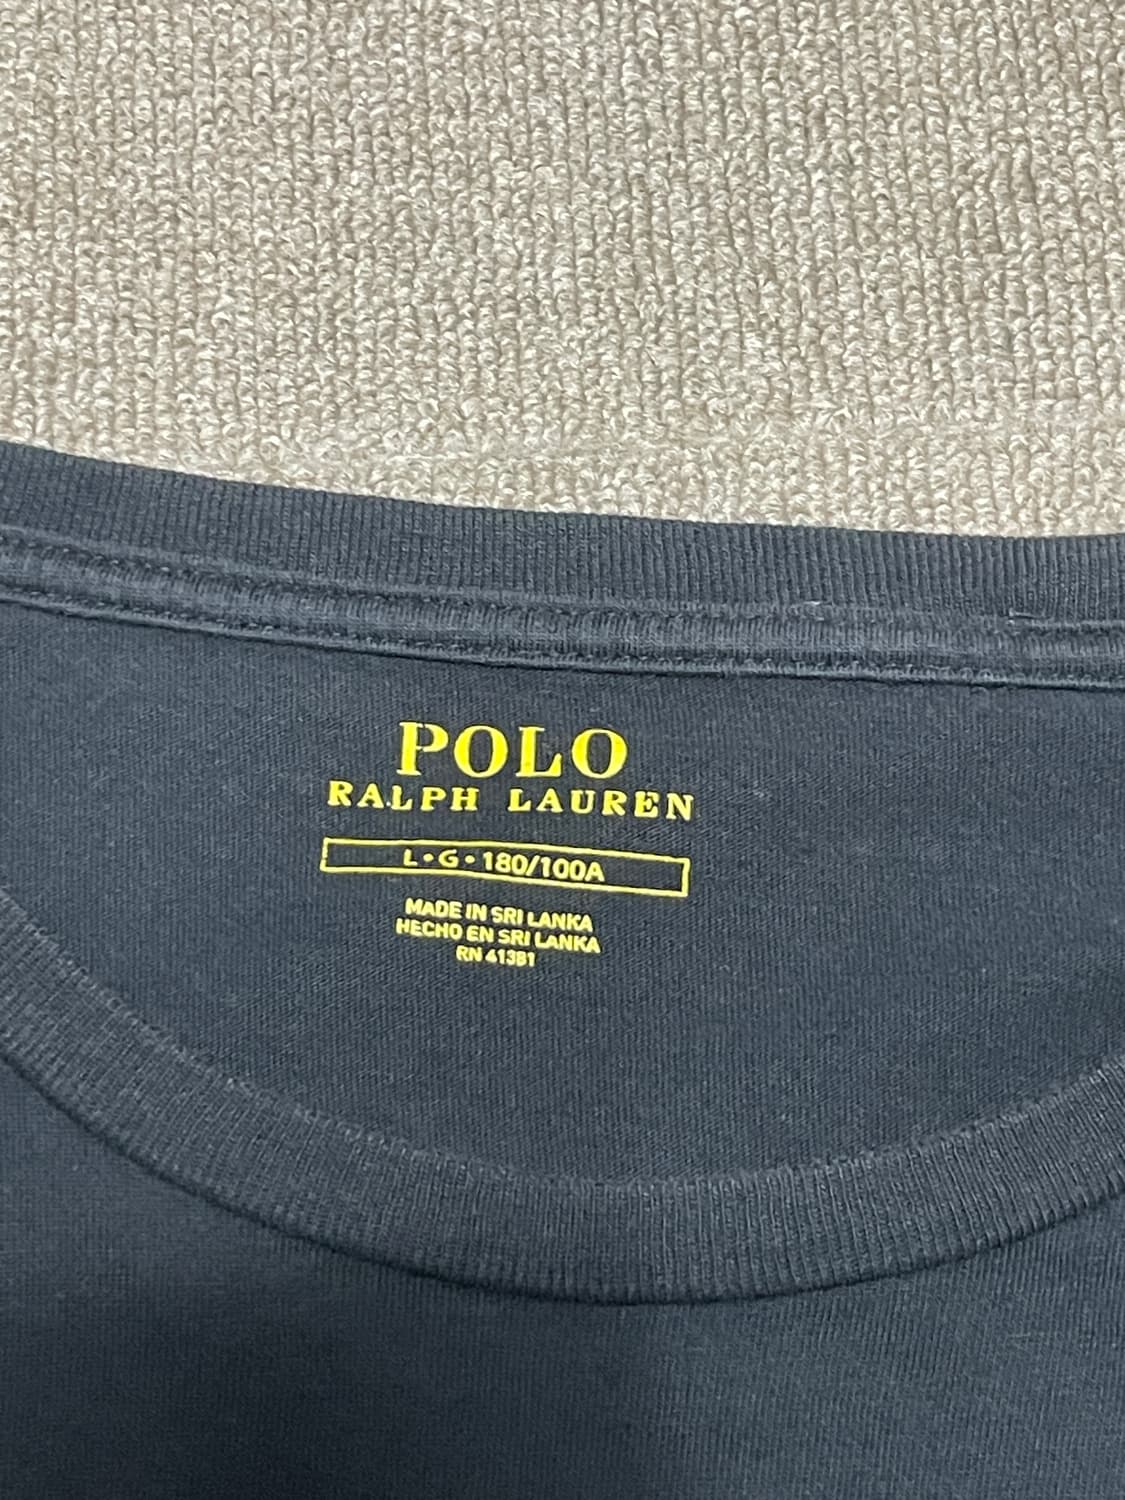 POLO
RALPH LAUREN
L•G•180/100A
MADE IN SRI LANKA
HECHO EN SRI LANKA
RN 41381